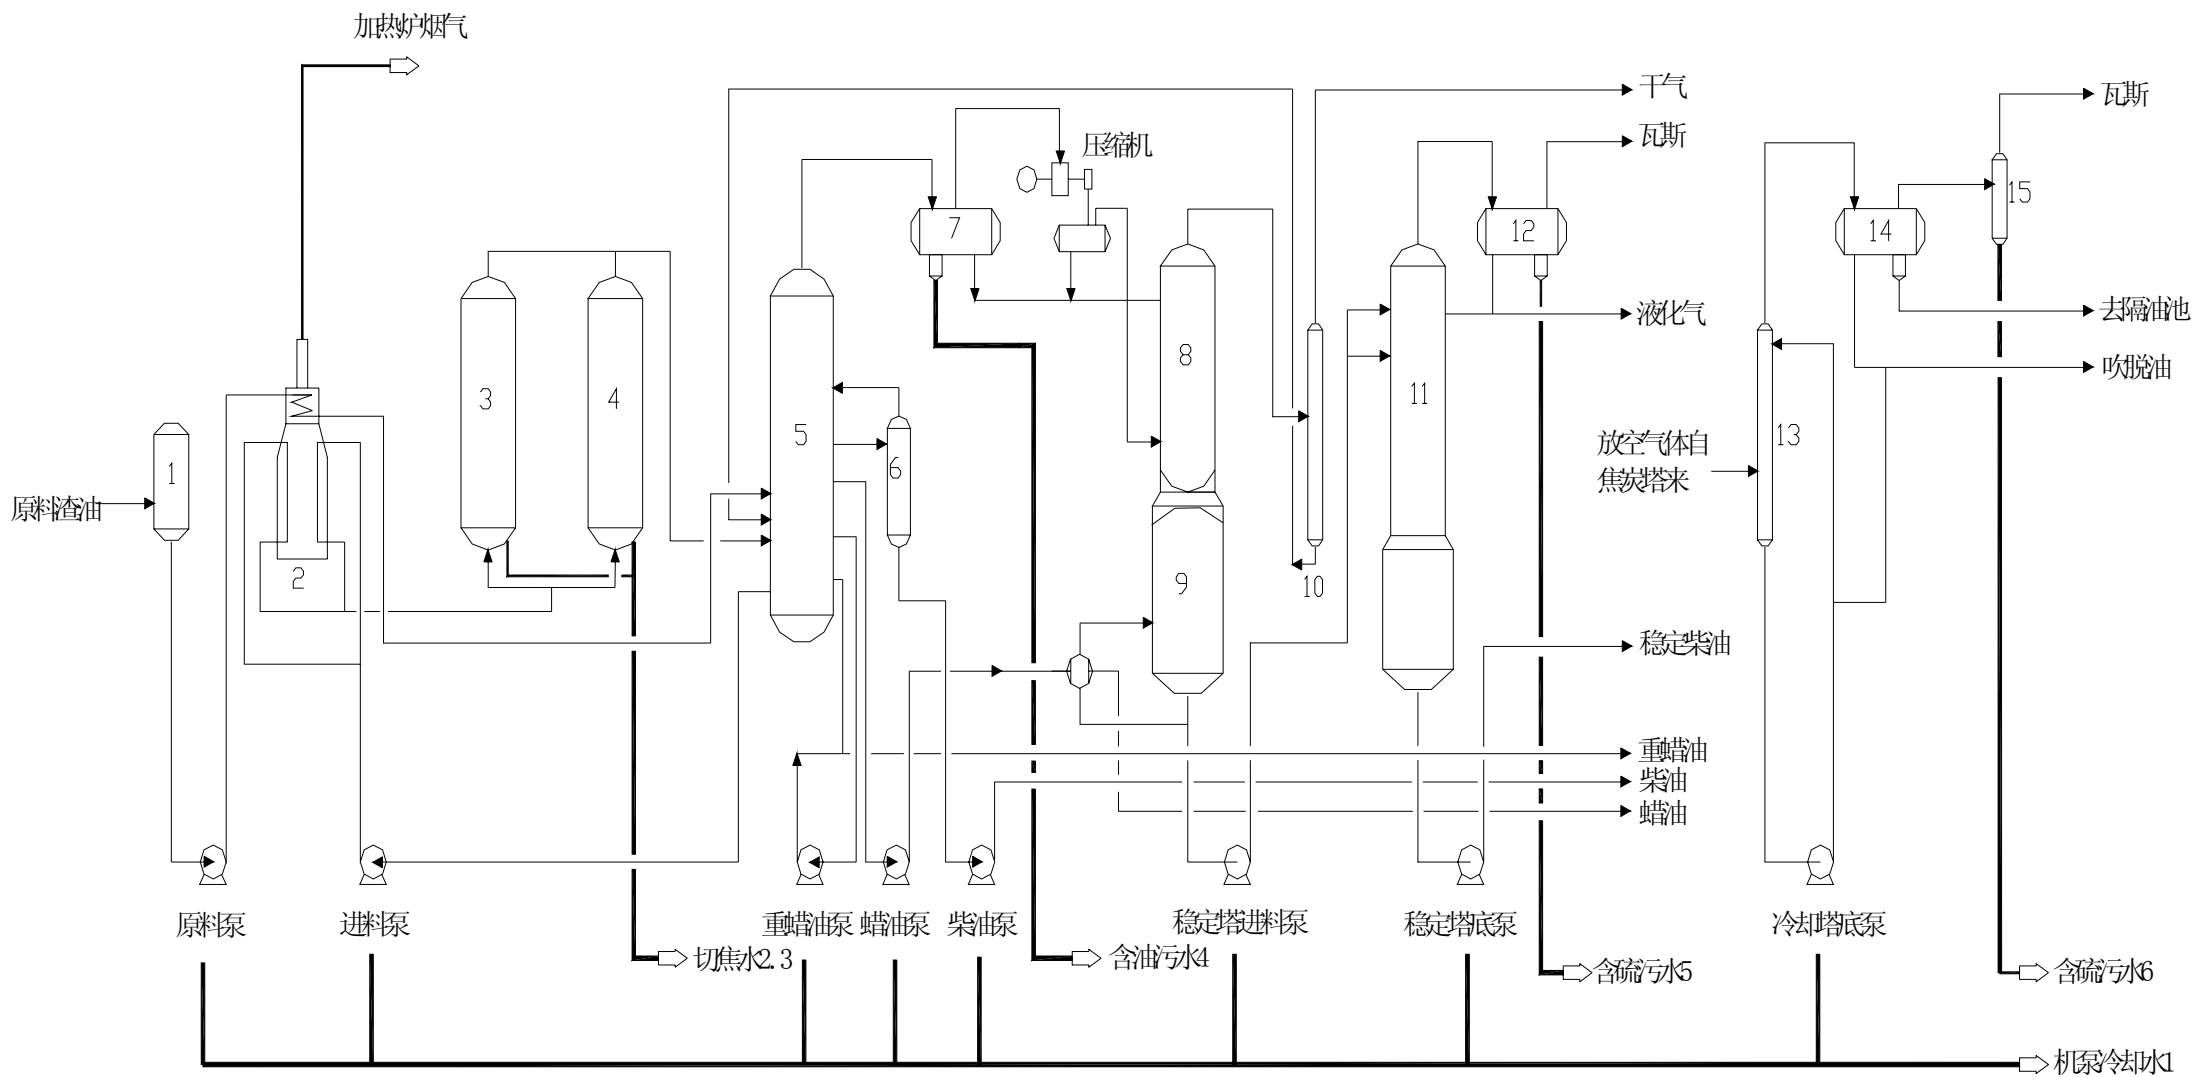 加热炉烟气
干气
瓦斯
瓦斯
压缩机
15
7
12
14
液化气
去隔油池
8
吹脱油
3
4
11
5
13
放空气体自
焦炭塔来
1
6
原料渣油
2
9
10
稳定柴油
重蜡油
柴油
蜡油
原料泵
进料泵
重蜡油泵
蜡油泵
柴油泵
稳定塔进料泵
稳定塔底泵
冷却塔底泵
切焦水2.3
含油污水4
含硫污水5
含硫污水6
机泵冷却水1